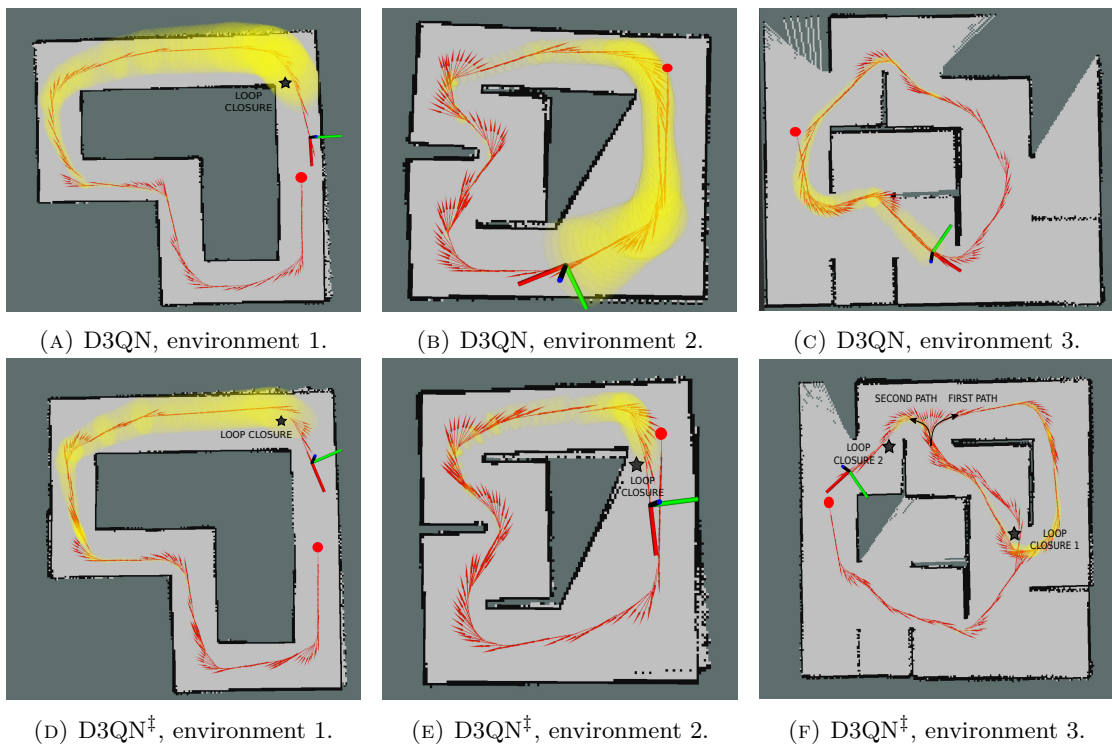 LOOP
CLOSURE
(A) D3QN, environment 1.
(B) D3QN, environment 2.
(C) D3QN, environment 3.
LOOP CLOSURE
LOOP
CLOSURE
SECOND PATH
FIRST PATH
LOOP
CLOSURE 2
LOOP
CLOSURE 1
(D) D3QN‡, environment 1.
(E) D3QN‡, environment 2.
(F) D3QN‡, environment 3.